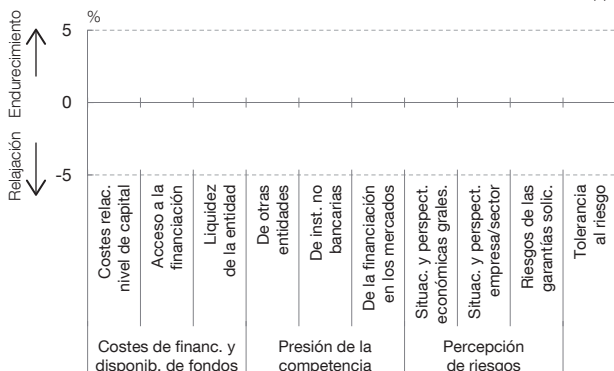 %
Endurecimiento
Relajación
5
0
-5
Costes relac.
nivel de capital
Acceso a la
financiación
Liquidez
de la entidad
De otras
entidades
De inst. no
bancarias
De la financiación
en los mercados
Situac. y perspect.
económicas grales.
Situac. y perspect.
empresa/sector
Riesgos de las
garantías solic.
Tolerancia
al riesgo
Costes de financ. y
disponib. de fondos
Presión de la
competencia
Percepción
de riesgos